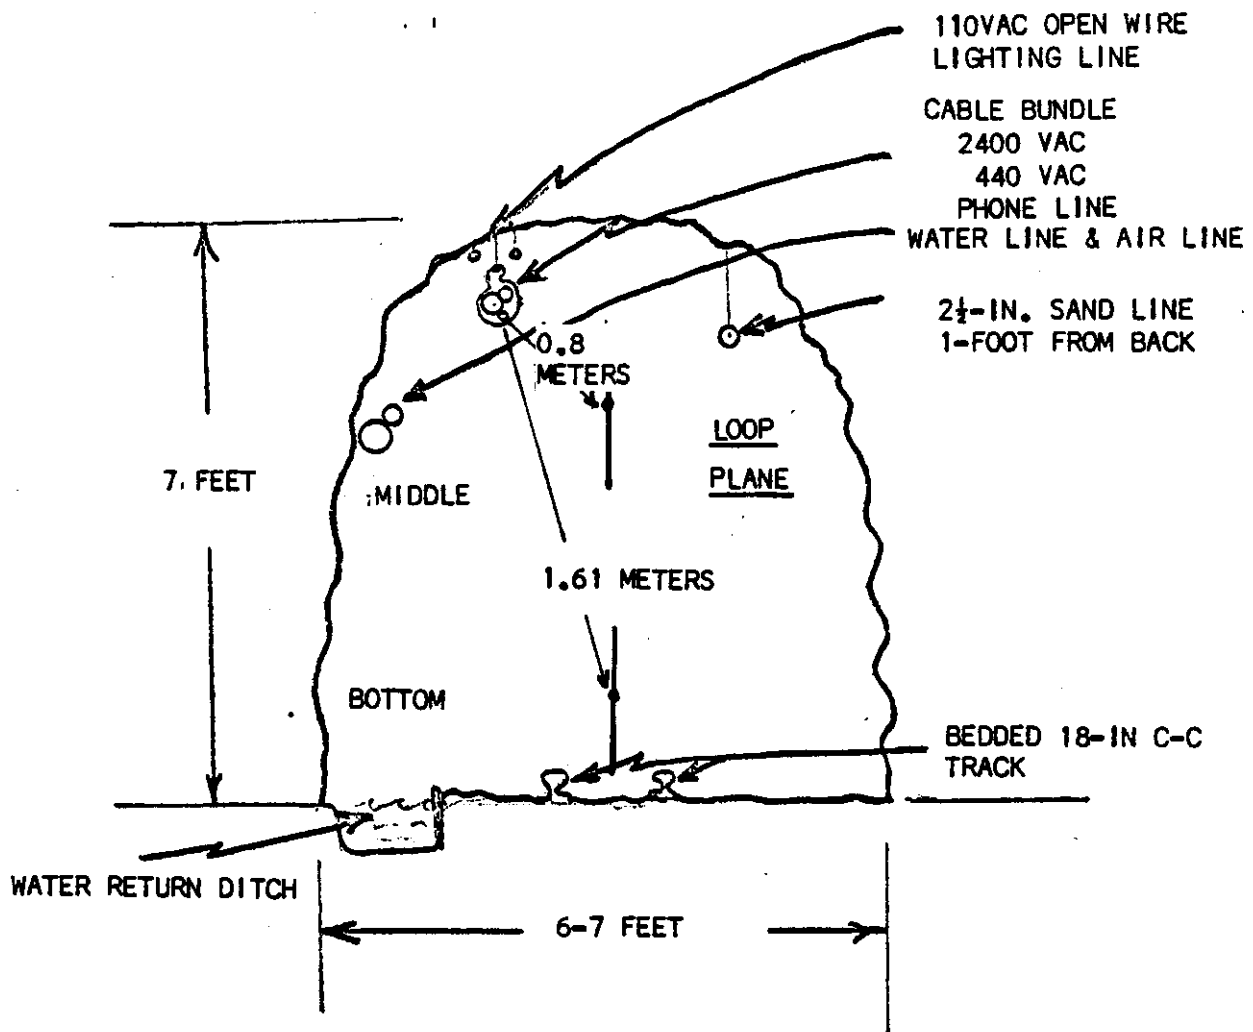 110VAC OPEN WIRE
LIGHTING LINE
CABLE BUNDLE
2400 VAC
440 VAC
PHONE LINE
WATER LINE & AIR LINE
2½-IN. SAND LINE
1-FOOT FROM BACK
0.8
METERS
LOOP
PLANE
7. FEET
:MIDDLE
1.61 METERS
BOTTOM
BEDDED 18-IN C-C
TRACK
WATER RETURN DITCH
6-7 FEET